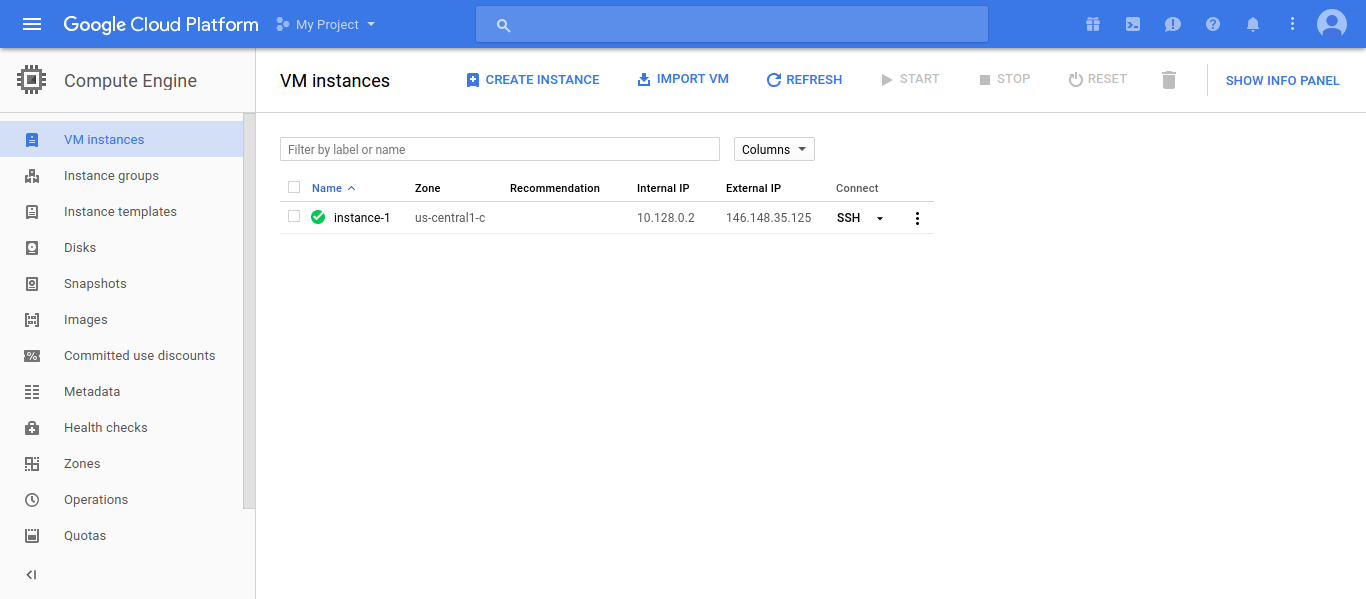 Google Cloud Platform My Project
Compute Engine
VM instances CREATE INSTANCE IMPORT VM REFRESH START STOP RESET SHOW INFO PANEL
VM instances
Instance groups
Instance templates
Disks
Snapshots
Images
Committed use discounts
Metadata
Health checks
Zones
Operations
Quotas
Filter by label or name Columns
Name Zone Recommendation Internal IP External IP Connect
instance-1 us-central1-c 10.128.0.2 146.148.35.125 SSH